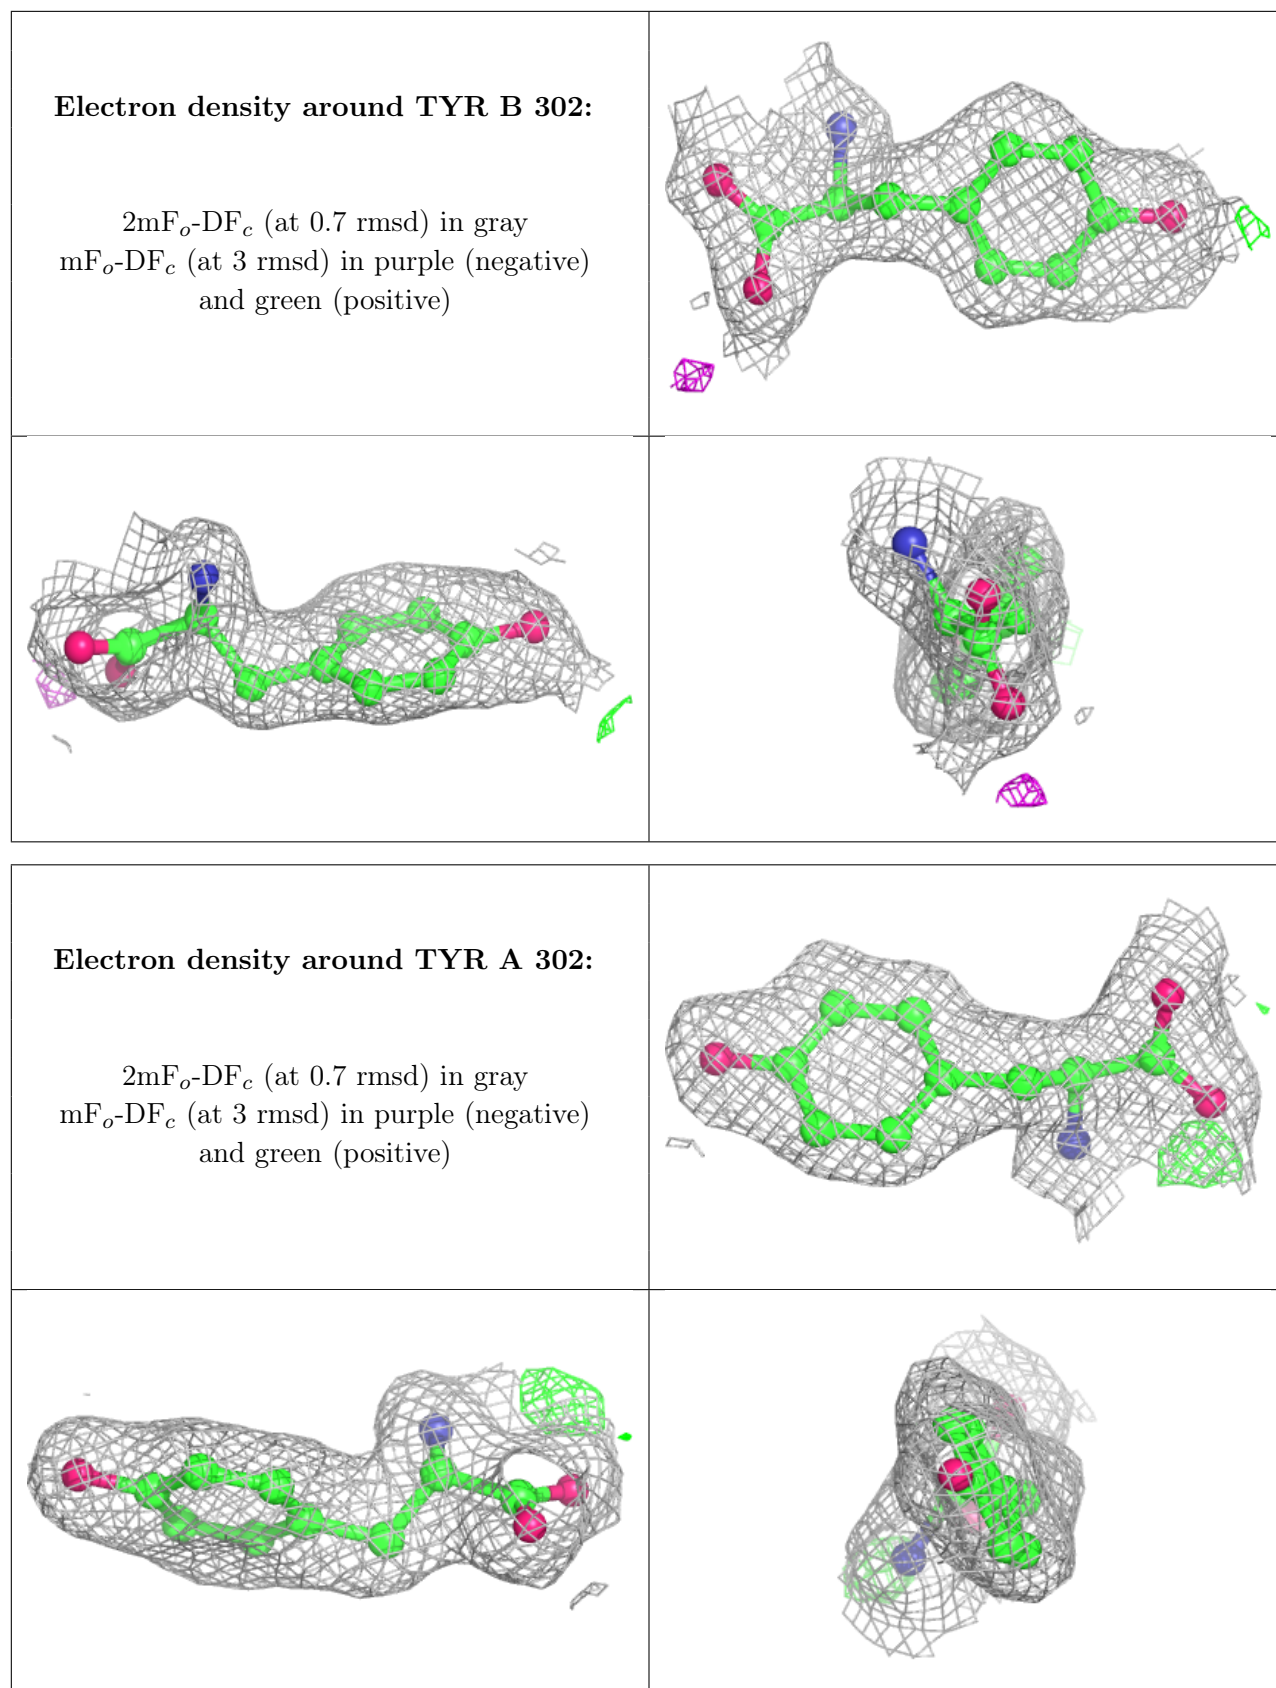 Electron density around TYR B 302:
2mFo-DFc (at 0.7 rmsd) in gray
mFo-DFc (at 3 rmsd) in purple (negative)
and green (positive)
Electron density around TYR A 302:
2mFo-DFc (at 0.7 rmsd) in gray
mFo-DFc (at 3 rmsd) in purple (negative)
and green (positive)